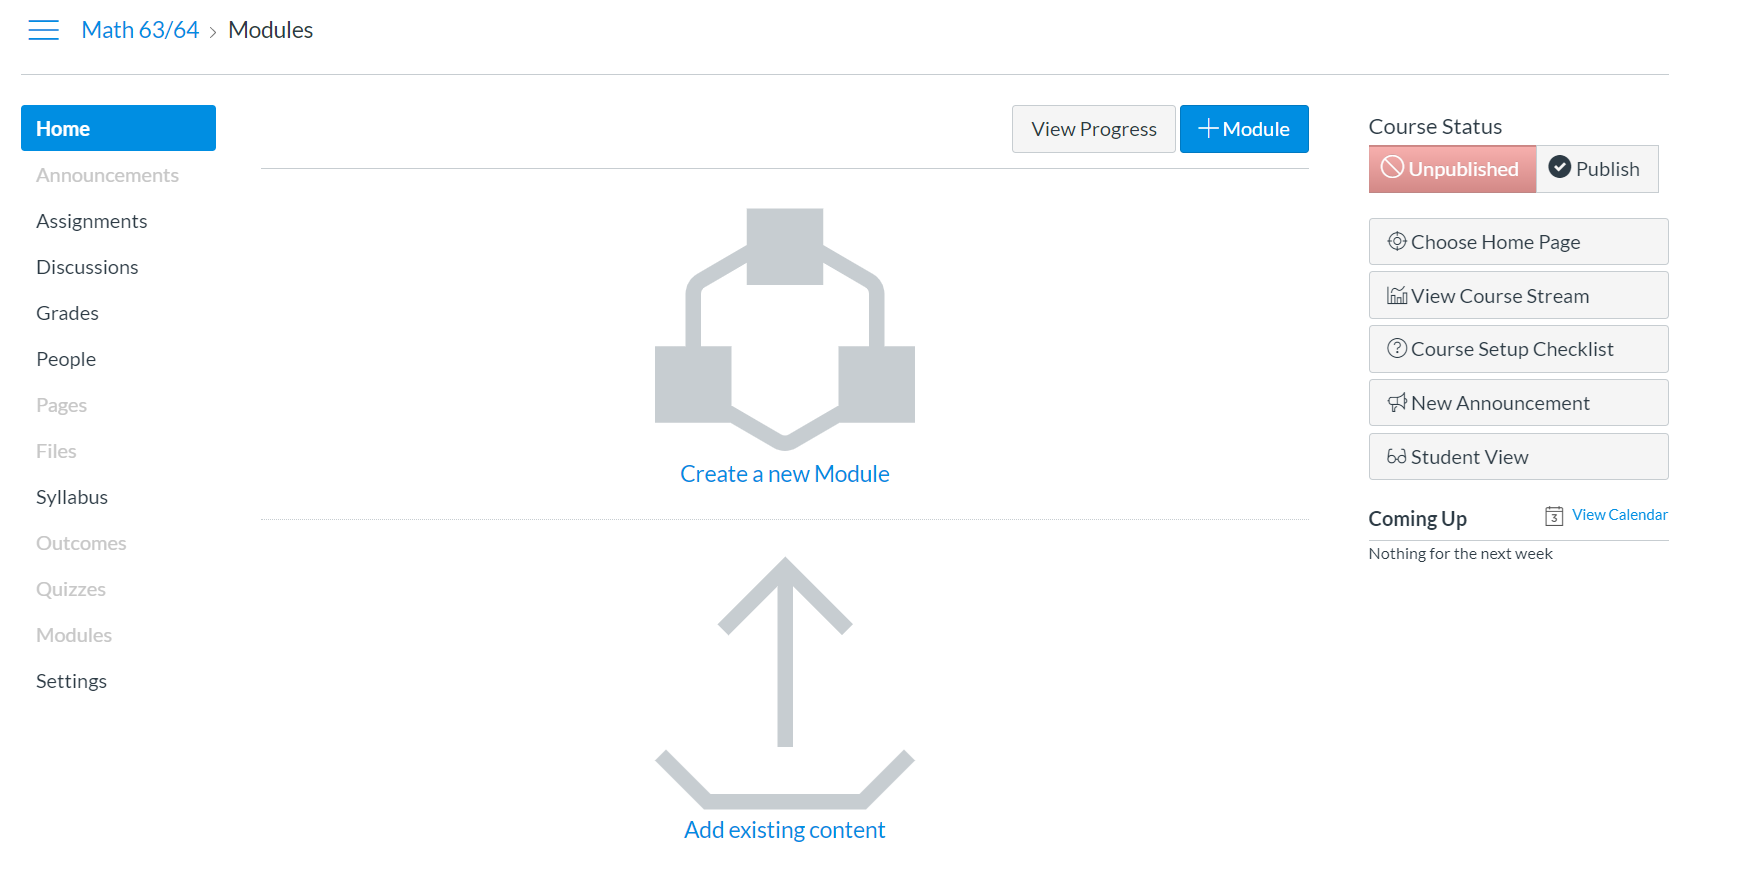 Math 63/64 › Modules
Home
Announcements
Assignments
Discussions
Grades
People
Pages
Files
Syllabus
Outcomes
Quizzes
Modules
Settings
View Progress
+ Module
Create a new Module
Add existing content
Course Status
Unpublished
Publish
Choose Home Page
View Course Stream
Course Setup Checklist
New Announcement
Student View
Coming Up
3 View Calendar
Nothing for the next week